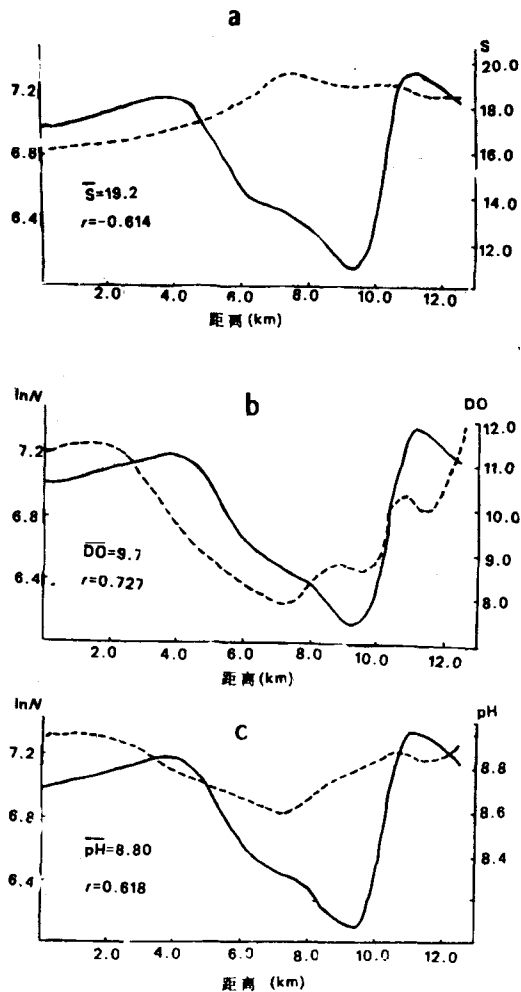 a
S
7.2
6.8
6.4
20.0
18.0
16.0
14.0
12.0
S̅=19.2
r=-0.614
2.0 4.0 6.0 8.0 10.0 12.0
距离(km)
lnN
b
DO
7.2
6.8
6.4
12.0
11.0
10.0
9.0
8.0
D̅O̅=9.7
r=0.727
2.0 4.0 6.0 8.0 10.0 12.0
距离(km)
lnN
c
pH
7.2
6.8
6.4
8.8
8.6
8.4
p̅H̅=8.80
r=0.618
2.0 4.0 6.0 8.0 10.0 12.0
距离 (km)